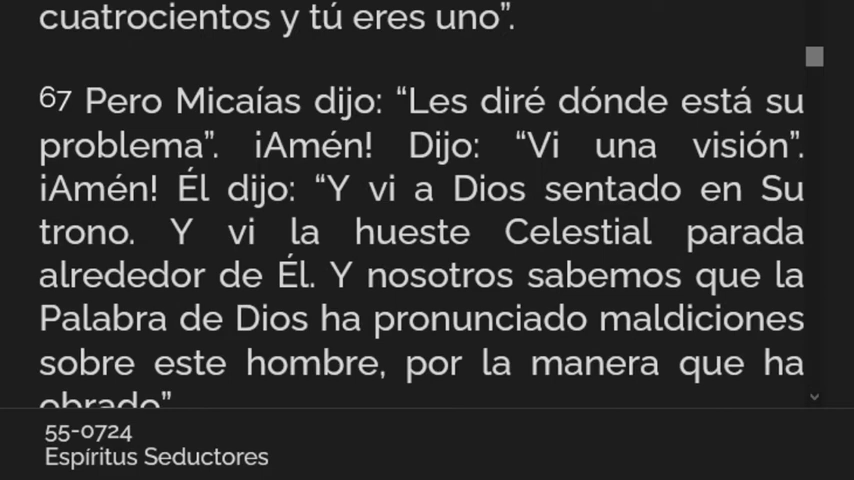 cuatrocientos y tú eres uno”.
67 Pero Micaías dijo: “Les diré dónde está su
problema”. ¡Amén! Dijo: “Vi una visión”.
¡Amén! Él dijo: “Y vi a Dios sentado en Su
trono. Y vi la hueste Celestial parada
alrededor de Él. Y nosotros sabemos que la
Palabra de Dios ha pronunciado maldiciones
sobre este hombre, por la manera que ha
obrado”
55-0724
Espíritus Seductores